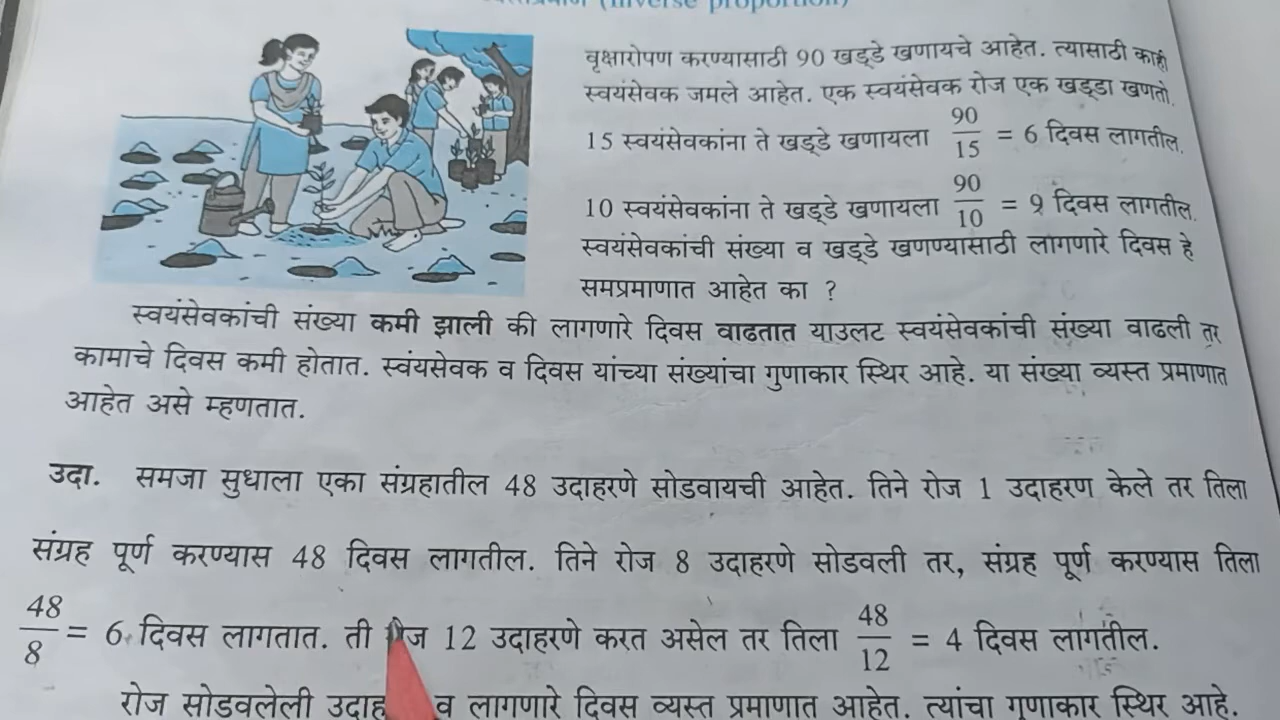 (Inverse proportion)
वृक्षारोपण करण्यासाठी 90 खड्डे खणायचे आहेत. त्यासाठी काही
स्वयंसेवक जमले आहेत. एक स्वयंसेवक रोज एक खड्डा खणतो.
15 स्वयंसेवकांना ते खड्डे खणायला 90/15 = 6 दिवस लागतील.
10 स्वयंसेवकांना ते खड्डे खणायला 90/10 = 9 दिवस लागतील.
स्वयंसेवकांची संख्या व खड्डे खणण्यासाठी लागणारे दिवस हे
समप्रमाणात आहेत का ?
स्वयंसेवकांची संख्या कमी झाली की लागणारे दिवस वाढतात याउलट स्वयंसेवकांची संख्या वाढली तर
कामाचे दिवस कमी होतात. स्वंयसेवक व दिवस यांच्या संख्यांचा गुणाकार स्थिर आहे. या संख्या व्यस्त प्रमाणात
आहेत असे म्हणतात.
उदा. समजा सुधाला एका संग्रहातील 48 उदाहरणे सोडवायची आहेत. तिने रोज 1 उदाहरण केले तर तिला
संग्रह पूर्ण करण्यास 48 दिवस लागतील. तिने रोज 8 उदाहरणे सोडवली तर, संग्रह पूर्ण करण्यास तिला
48/8 = 6 दिवस लागतात. ती रोज 12 उदाहरणे करत असेल तर तिला 48/12 = 4 दिवस लागतील.
रोज सोडवलेली व लागणारे दिवस व्यस्त प्रमाणात आहेत. त्यांचा गुणाकार स्थिर आहे.